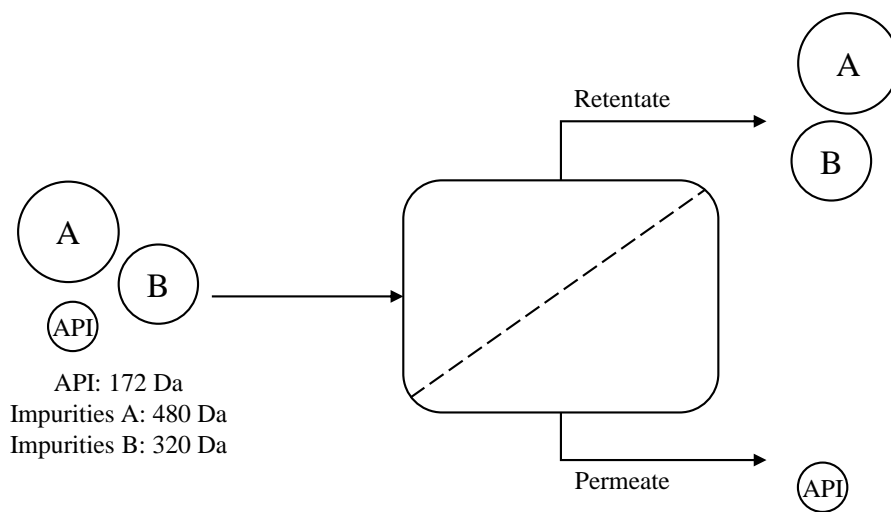 A
B
API
API: 172 Da
Impurities A: 480 Da
Impurities B: 320 Da
Retentate
A
B
Permeate
API